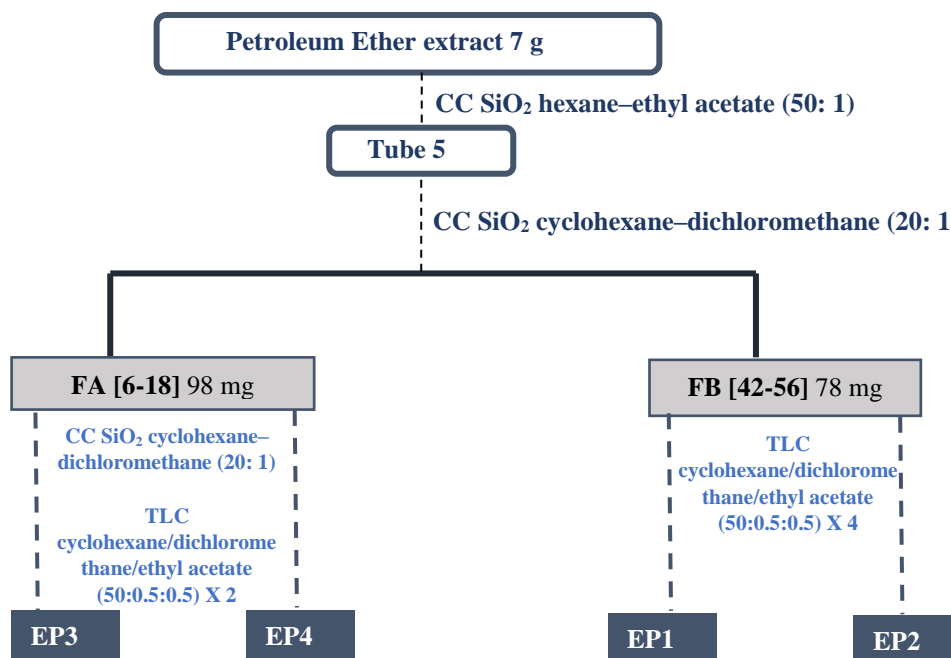 Petroleum Ether extract 7 g
CC SiO₂ hexane–ethyl acetate (50: 1)
Tube 5
CC SiO₂ cyclohexane–dichloromethane (20: 1
FA [6-18] 98 mg
FB [42-56] 78 mg
CC SiO₂ cyclohexane–
dichloromethane (20: 1)
TLC
cyclohexane/dichlorome
thane/ethyl acetate
(50:0.5:0.5) X 2
TLC
cyclohexane/dichlorome
thane/ethyl acetate
(50:0.5:0.5) X 4
EP3
EP4
EP1
EP2